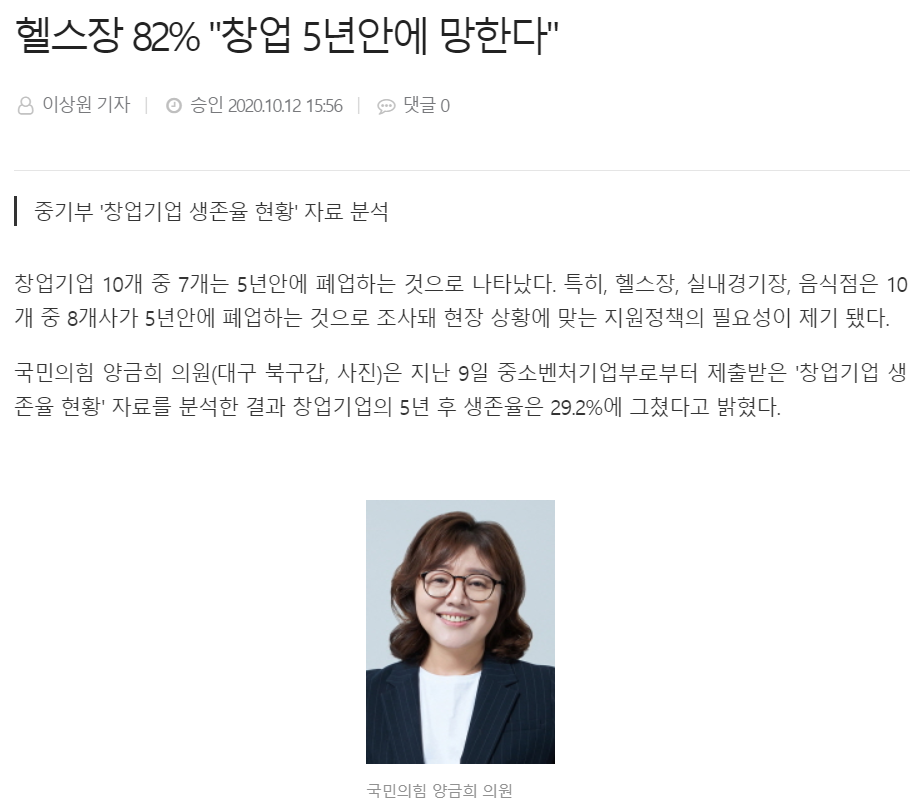 헬스장 82% "창업 5년안에 망한다"
이상원 기자 | 승인 2020.10.12 15:56 | 댓글 0
중기부 '창업기업 생존율 현황' 자료 분석
창업기업 10개 중 7개는 5년안에 폐업하는 것으로 나타났다. 특히, 헬스장, 실내경기장, 음식점은 10
개 중 8개사가 5년안에 폐업하는 것으로 조사돼 현장 상황에 맞는 지원정책의 필요성이 제기 됐다.
국민의힘 양금희 의원(대구 북구갑, 사진)은 지난 9일 중소벤처기업부로부터 제출받은 '창업기업 생
존율 현황' 자료를 분석한 결과 창업기업의 5년 후 생존율은 29.2%에 그쳤다고 밝혔다.
국민의힘 양금희 의원